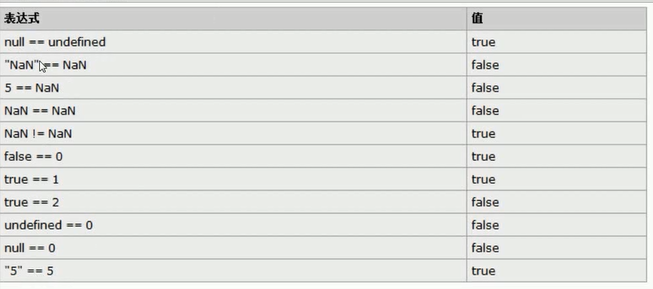 表达式 值
null == undefined true
"NaN" == NaN false
5 == NaN false
NaN == NaN false
NaN != NaN true
false == 0 true
true == 1 true
true == 2 false
undefined == 0 false
null == 0 false
"5" == 5 true